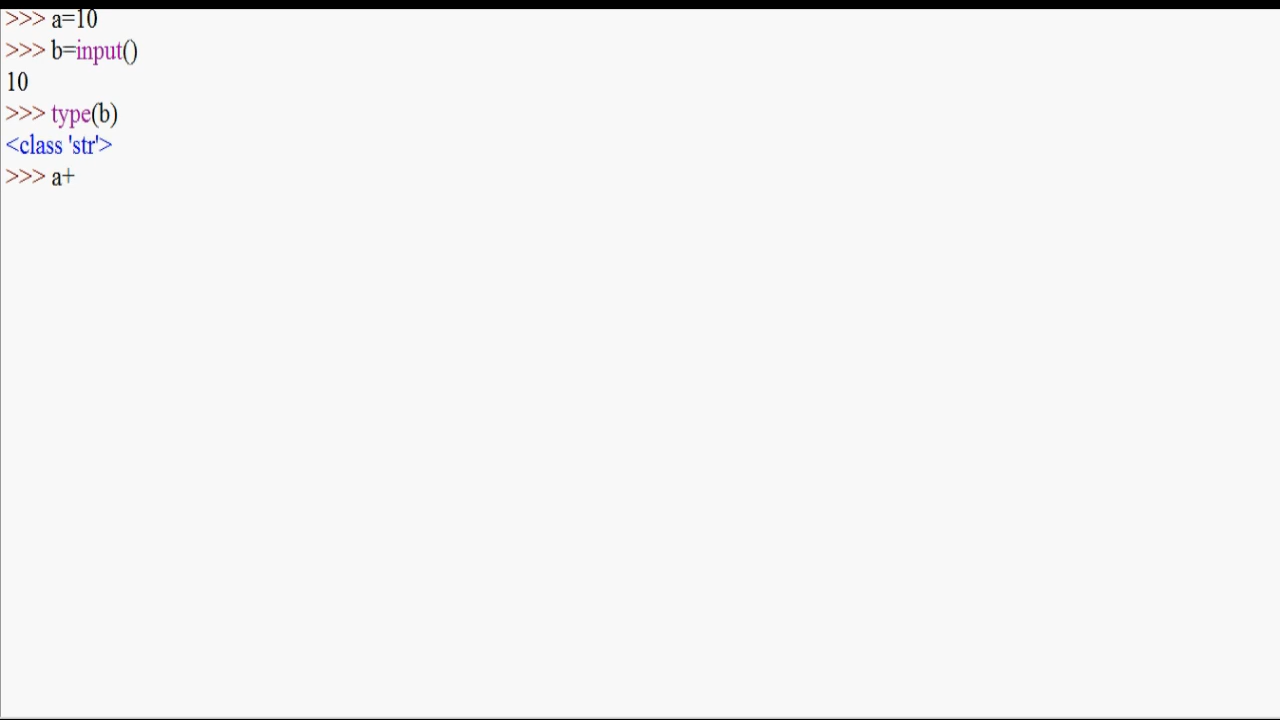 >>> a=10
>>> b=input()
10
>>> type(b)
<class 'str'>
>>> a+